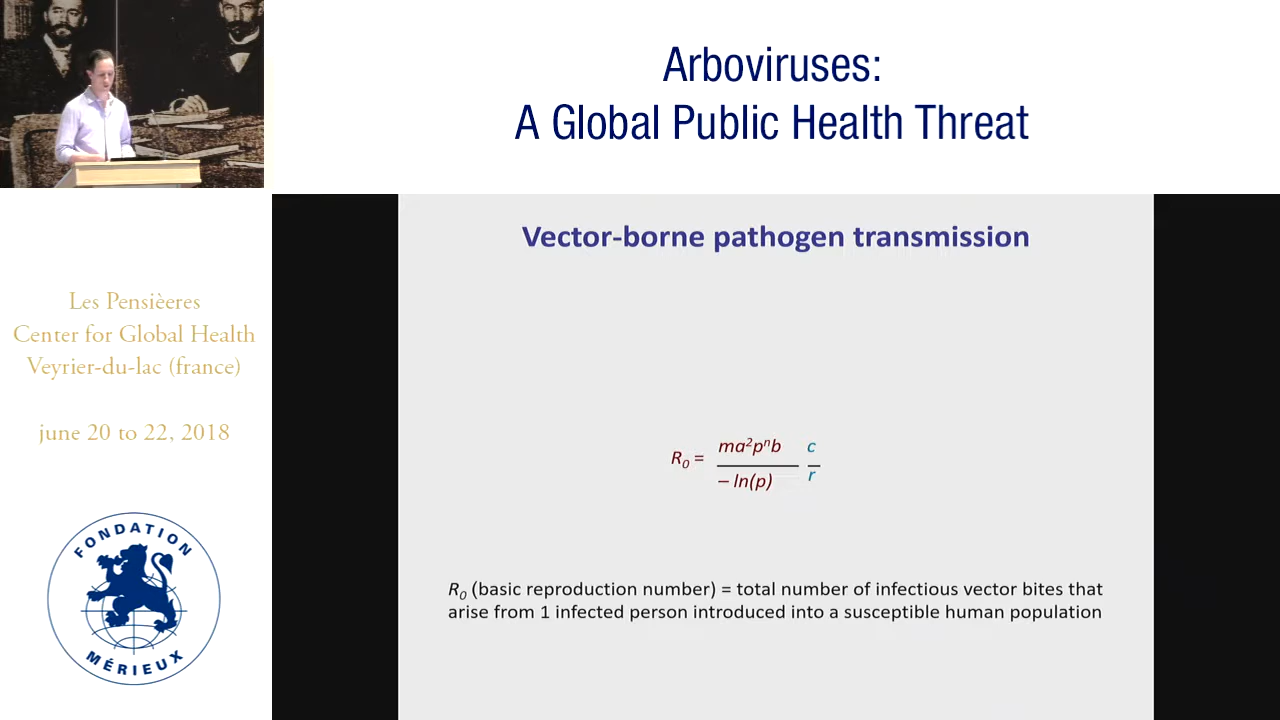 Arboviruses:
A Global Public Health Threat
Les Pensièeres
Center for Global Health
Veyrier-du-lac (france)
june 20 to 22, 2018
FONDATION
MÉRIEUX
Vector-borne pathogen transmission
R₀ = ma²pⁿb / – ln(p) c / r
R₀ (basic reproduction number) = total number of infectious vector bites that
arise from 1 infected person introduced into a susceptible human population